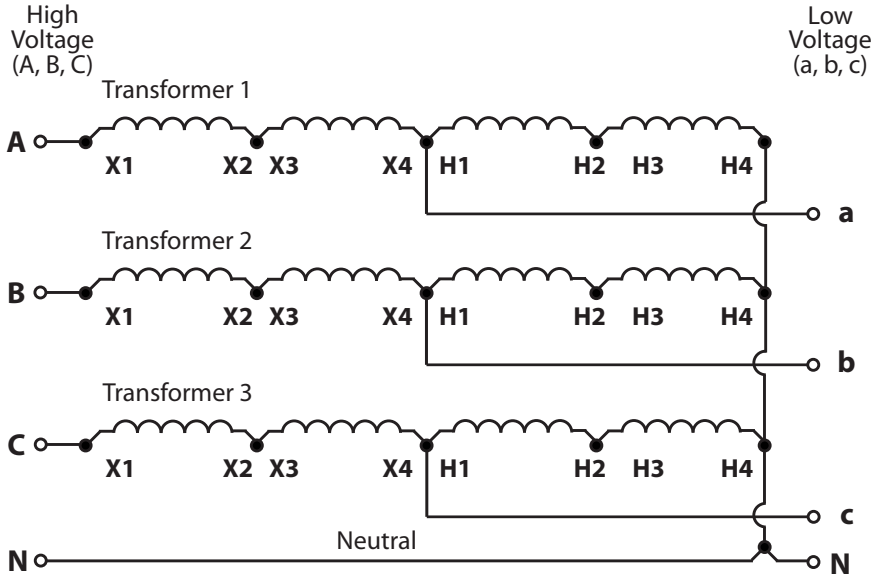 High
Voltage
(A, B, C)
Low
Voltage
(a, b, c)
Transformer 1
A
X1 X2 X3 X4 H1 H2 H3 H4
a
Transformer 2
B
X1 X2 X3 X4 H1 H2 H3 H4
b
Transformer 3
C
X1 X2 X3 X4 H1 H2 H3 H4
c
Neutral
N N